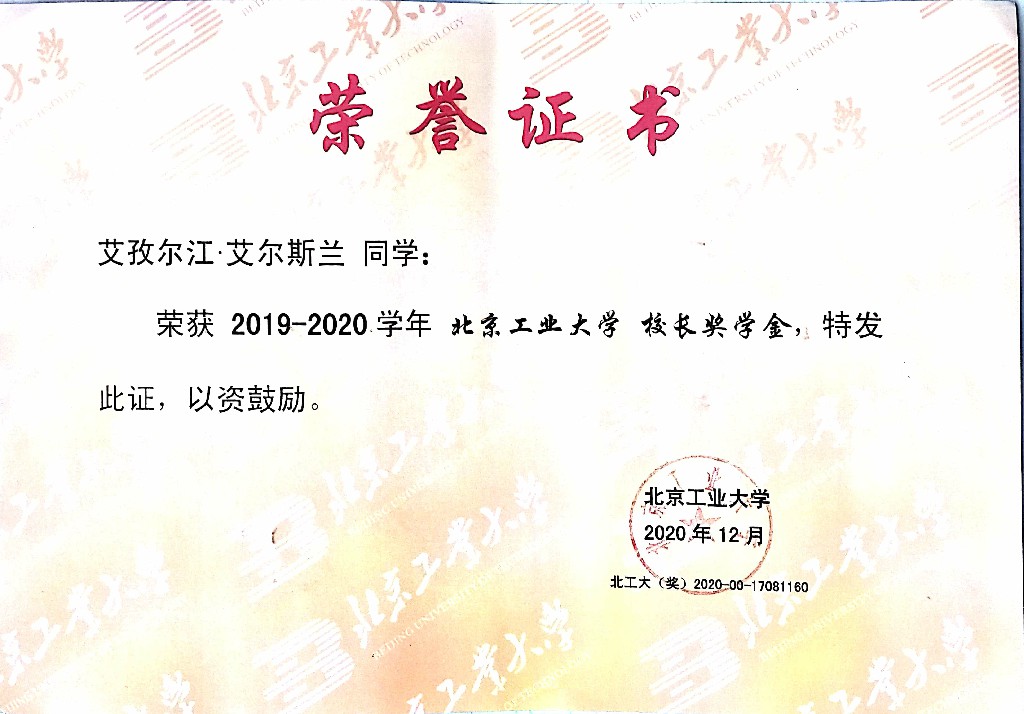 荣誉证书
艾孜尔江·艾尔斯兰 同学：
荣获 2019-2020 学年 北京工业大学 校长奖学金，特发
此证，以资鼓励。
北京工业大学
2020 年 12 月
北工大（奖）2020-00-17081160